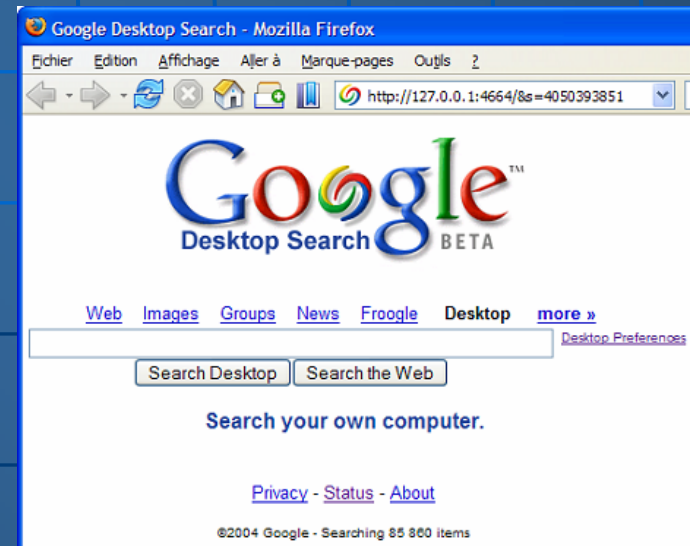 Google Desktop Search - Mozilla Firefox
Fichier Edition Affichage Aller à Marque-pages Outils ?
http://127.0.0.1:4664/&s=4050393851
Google™
Desktop Search BETA
Web Images Groups News Froogle Desktop more »
Desktop Preferences
Search Desktop Search the Web
Search your own computer.
Privacy - Status - About
©2004 Google - Searching 85 860 items